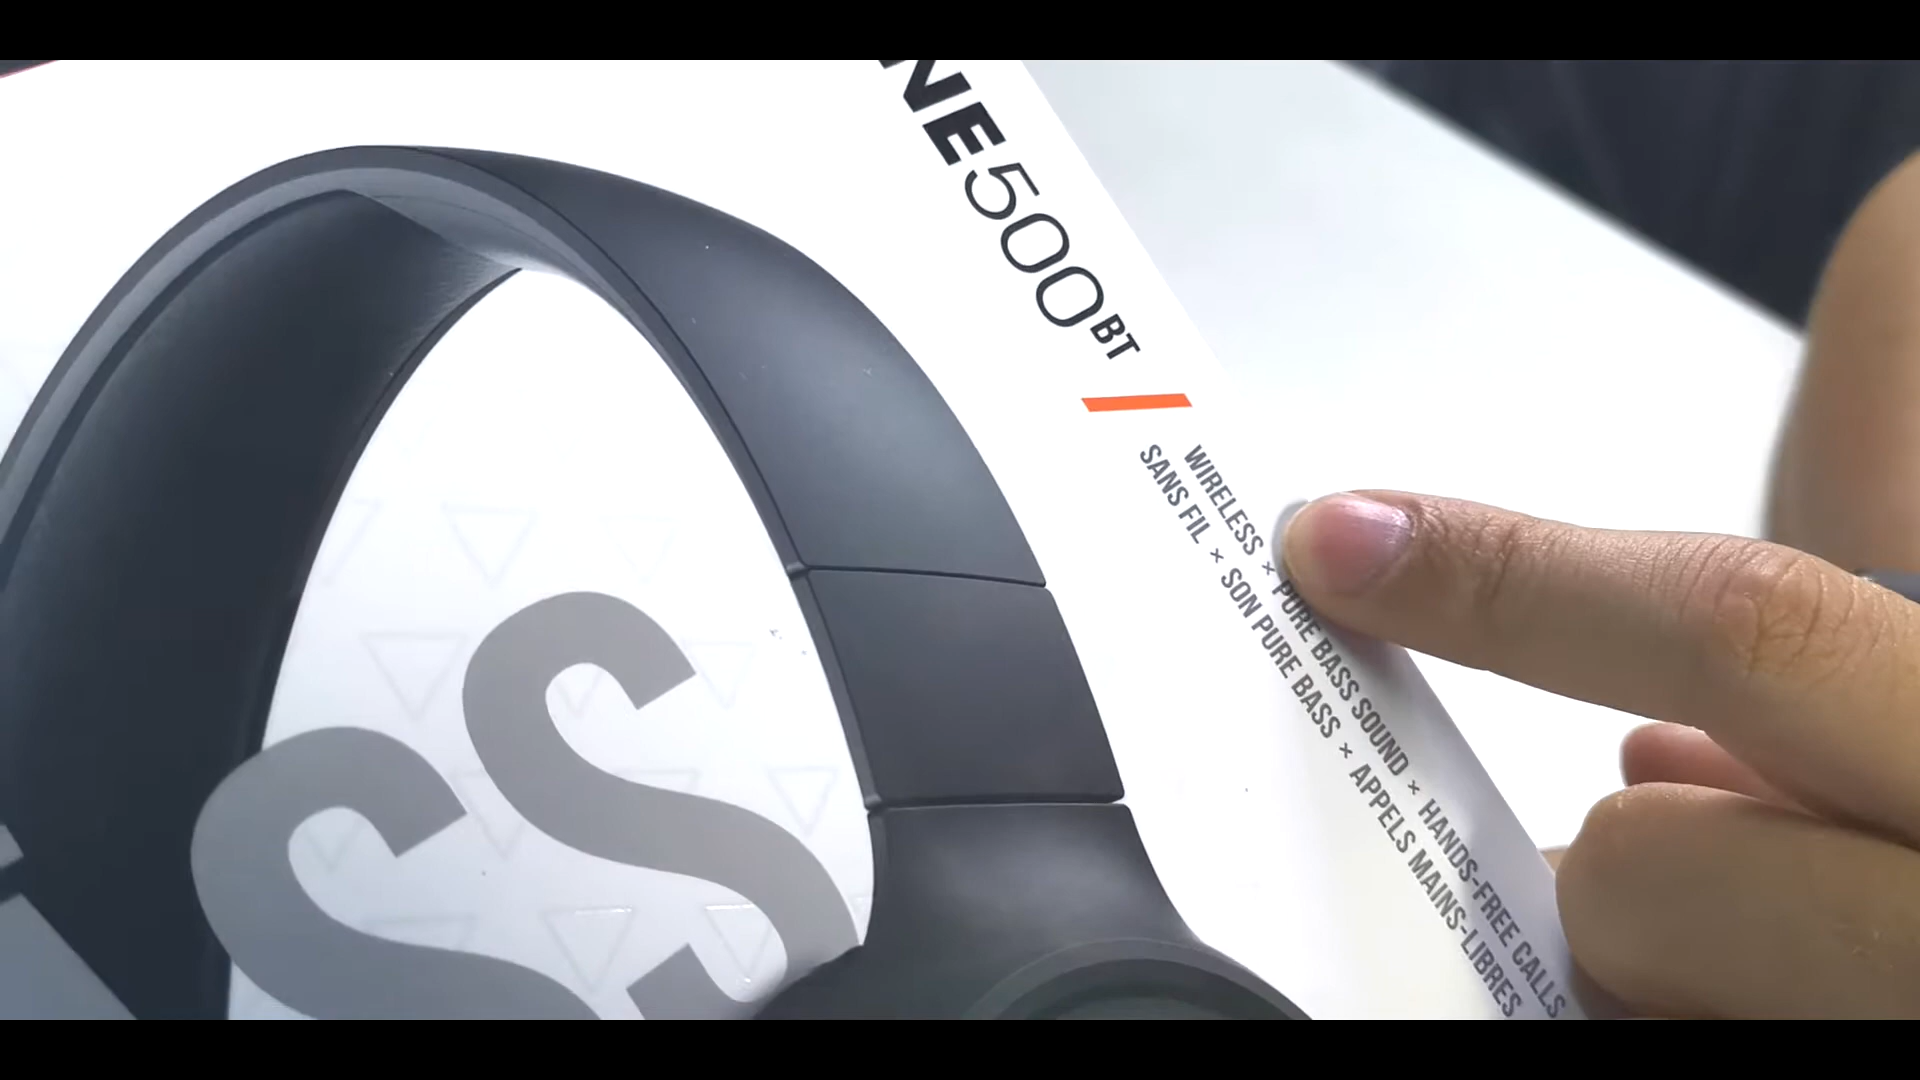 NE500BT
WIRELESS × PURE BASS SOUND × HANDS-FREE CALLS
SANS FIL × SON PURE BASS × APPELS MAINS-LIBRES
SS